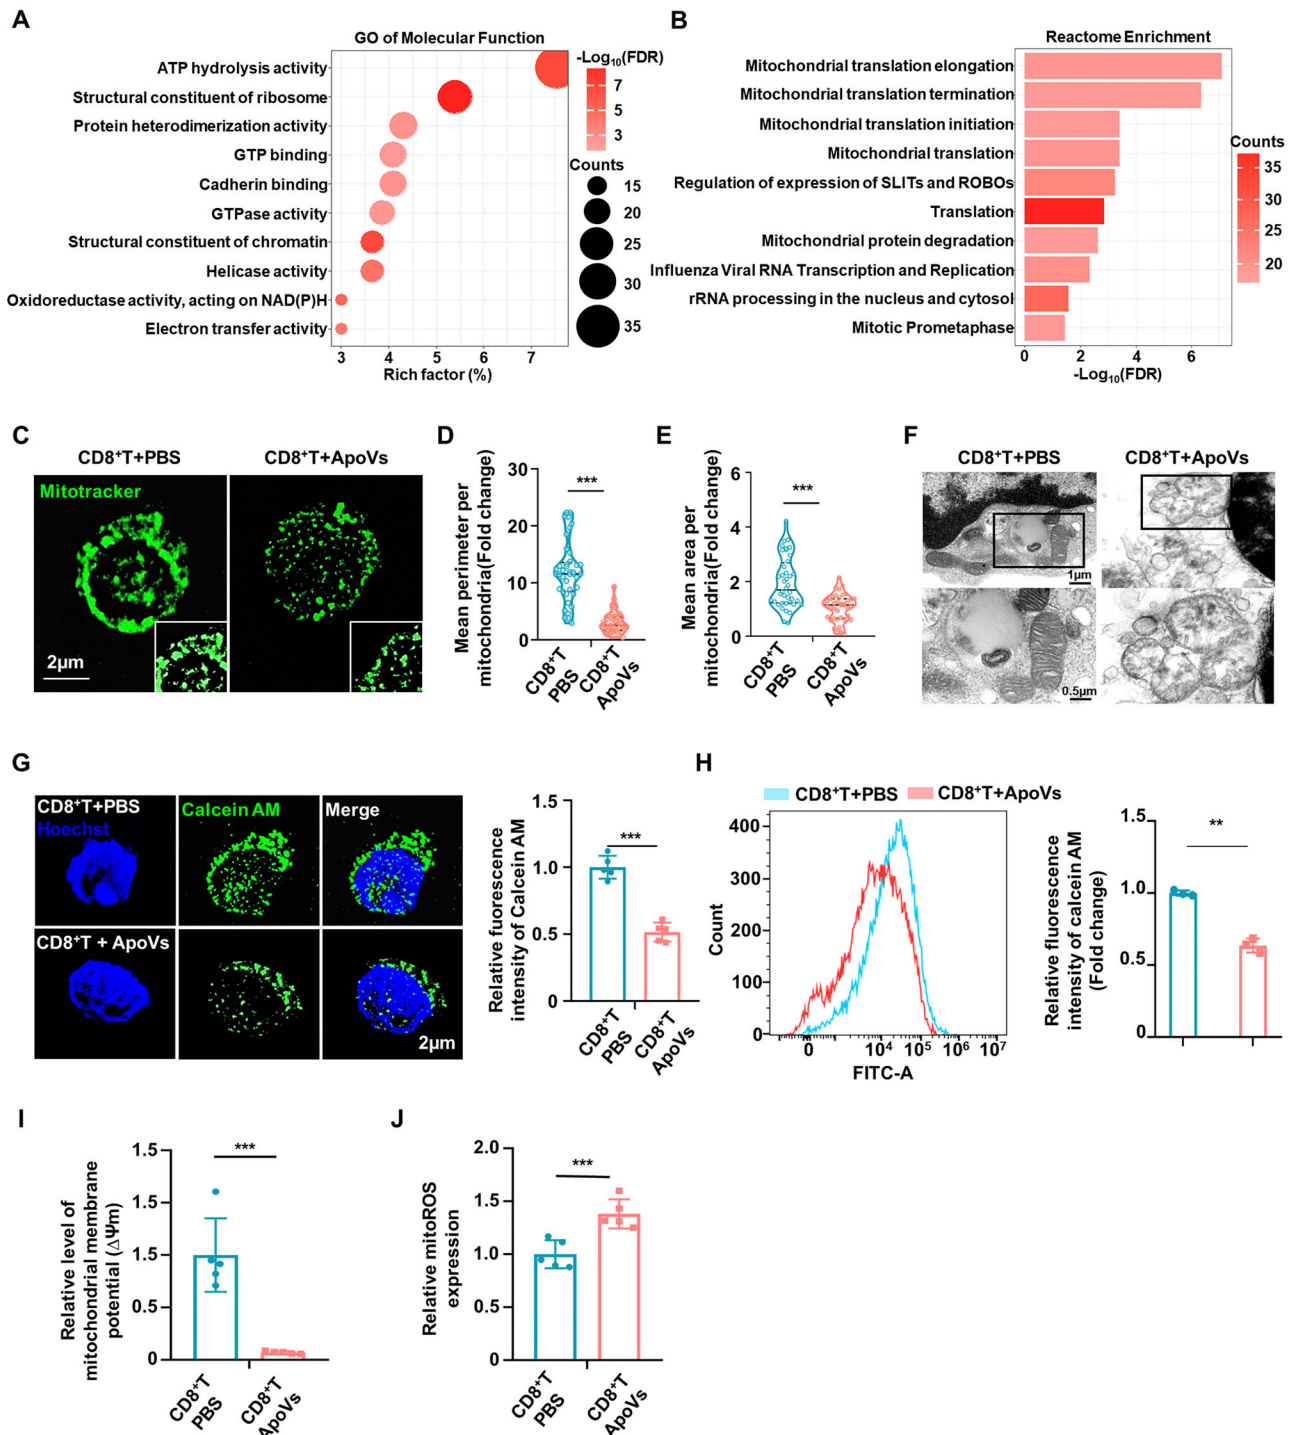 A
GO of Molecular Function
ATP hydrolysis activity
Structural constituent of ribosome
Protein heterodimerization activity
GTP binding
Cadherin binding
GTPase activity
Structural constituent of chromatin
Helicase activity
Oxidoreductase activity, acting on NAD(P)H
Electron transfer activity
3 4 5 6 7
Rich factor (%)
-Log10(FDR)
7
5
3
Counts
15
20
25
30
35
B
Reactome Enrichment
Mitochondrial translation elongation
Mitochondrial translation termination
Mitochondrial translation initiation
Mitochondrial translation
Regulation of expression of SLITs and ROBOs
Translation
Mitochondrial protein degradation
Influenza Viral RNA Transcription and Replication
rRNA processing in the nucleus and cytosol
Mitotic Prometaphase
0 2 4 6
-Log10(FDR)
Counts
35
30
25
20
C
CD8+T+PBS
CD8+T+ApoVs
Mitotracker
2μm
D
Mean perimeter per
mitochondria(Fold change)
30
20
10
0
***
CD8+T
PBS
CD8+T
ApoVs
E
Mean area per
mitochondria(Fold change)
6
4
2
0
***
CD8+T
PBS
CD8+T
ApoVs
F
CD8+T+PBS
CD8+T+ApoVs
1μm
0.5μm
G
CD8+T+PBS
Hoechst
Calcein AM
Merge
CD8+T + ApoVs
2μm
Relative fuorescence
intensity of Calcein AM
1.5
1.0
0.5
0
***
CD8+T
PBS
CD8+T
ApoVs
H
CD8+T+PBS
CD8+T+ApoVs
Count
400
300
200
100
0
0 10^4 10^5 10^6 10^7
FITC-A
Relative fluorescence
intensity of calcein AM
(Fold change)
1.5
1.0
0.5
0
**
I
Relative level of
mitochondrial membrane
potential (△Ψm)
1.5
1.5
1.5
0.5
0
***
CD8+T
PBS
CD8+T
ApoVs
J
Relative mitoROS
expression
2.0
1.5
1.0
0.5
0
***
CD8+T
PBS
CD8+T
ApoVs